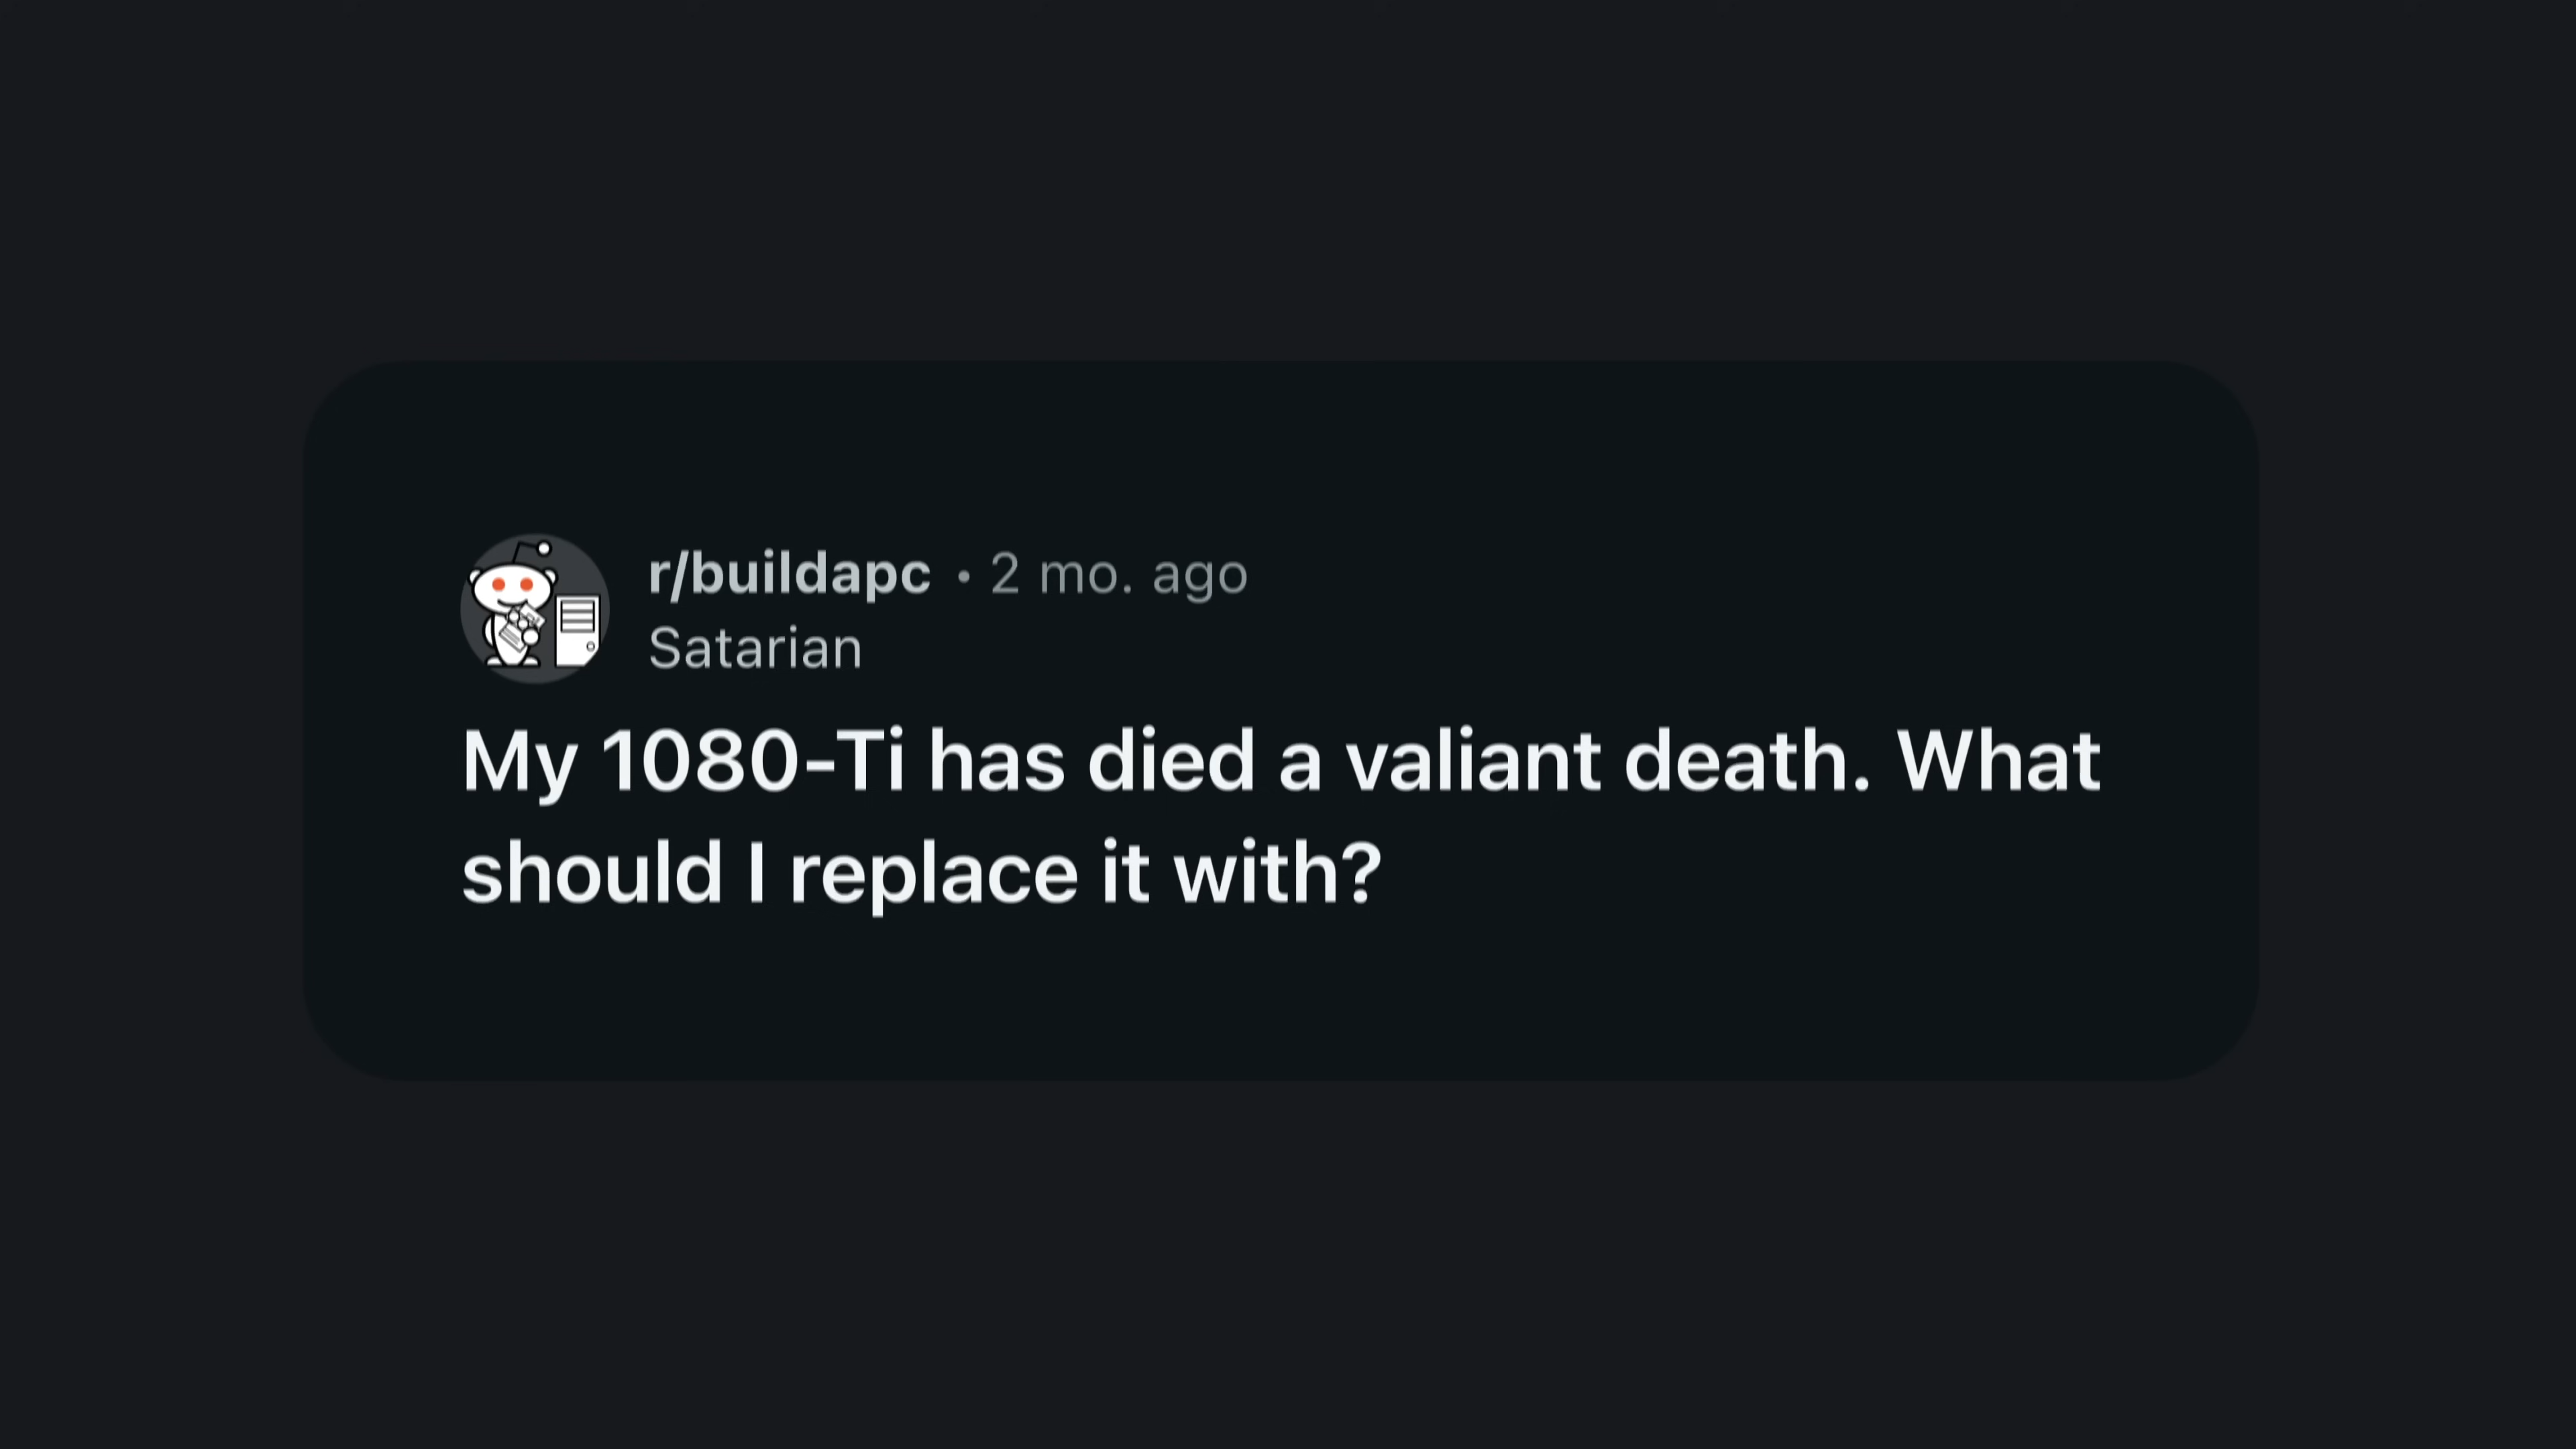 r/buildapc • 2 mo. ago
Satarian
My 1080-Ti has died a valiant death. What
should I replace it with?